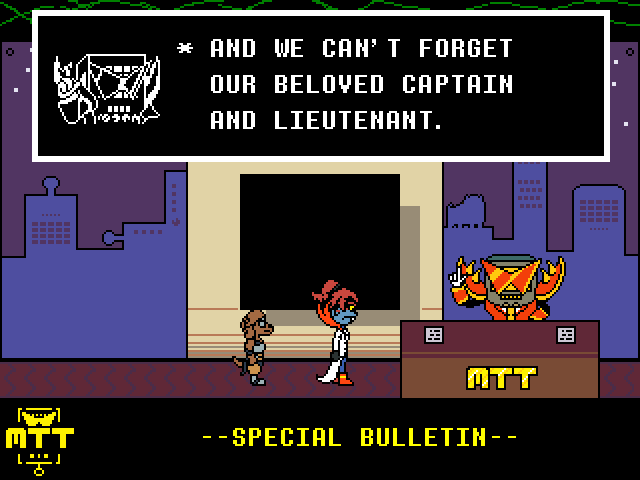 * AND WE CAN'T FORGET
OUR BELOVED CAPTAIN
AND LIEUTENANT.
MTT
MTT
--SPECIAL BULLETIN--